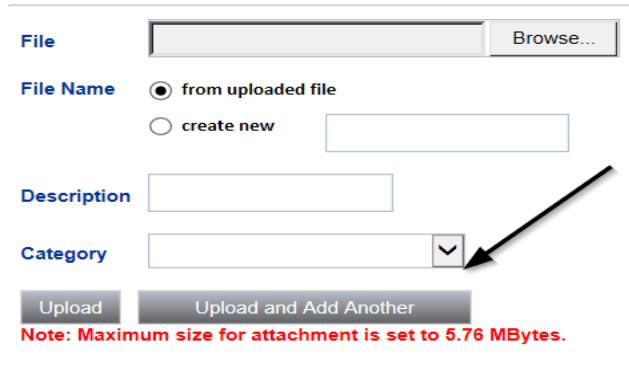 File Browse...
File Name from uploaded file
create new
Description
Category
Upload Upload and Add Another
Note: Maximum size for attachment is set to 5.76 MBytes.